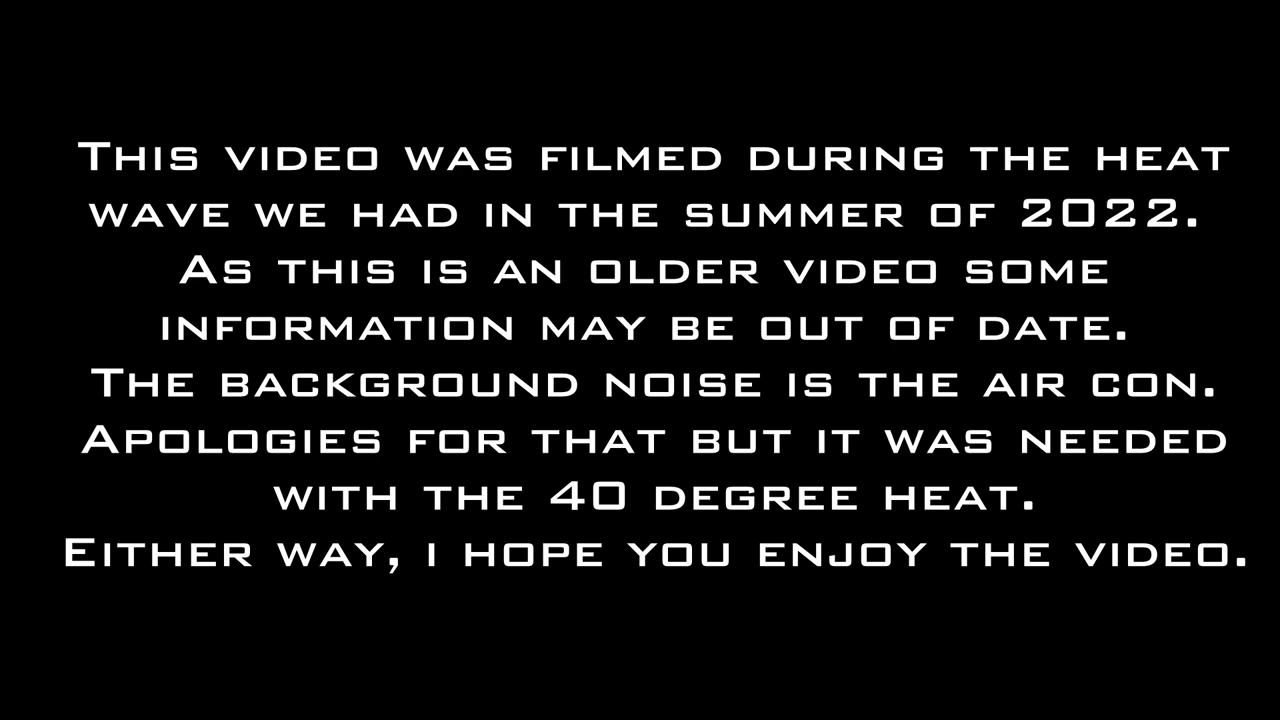 This video was filmed during the heat
wave we had in the summer of 2022.
As this is an older video some
information may be out of date.
The background noise is the air con.
Apologies for that but it was needed
with the 40 degree heat.
Either way, i hope you enjoy the video.